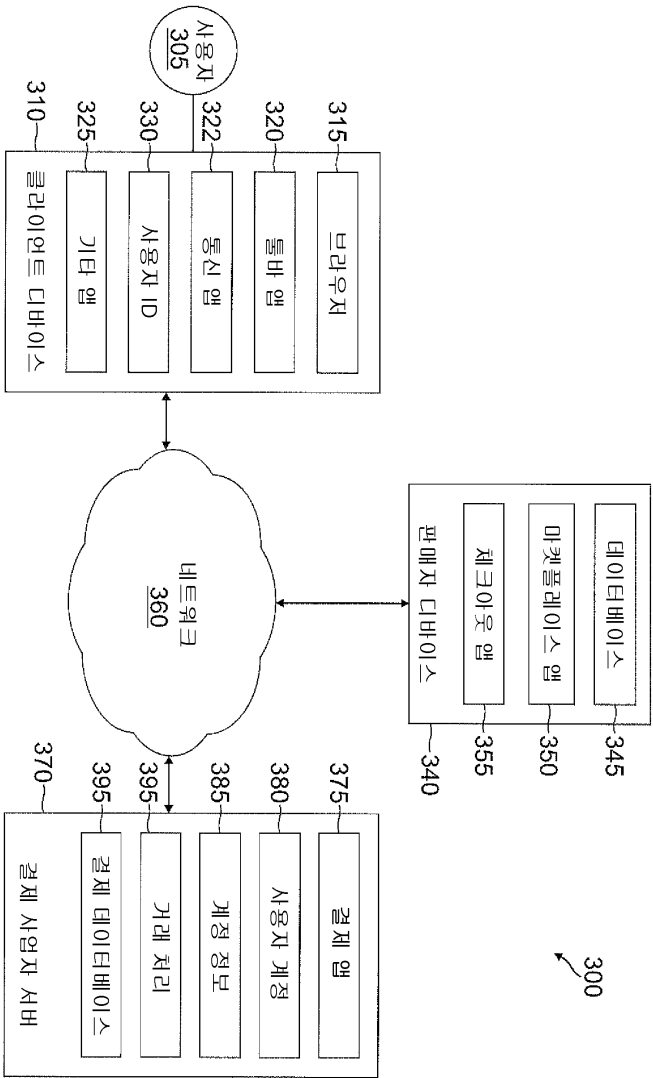 300
사용자
305
310
클라이언트 디바이스
315
브라우저
320
툴바 앱
322
통신 앱
330
사용자 ID
325
기타 앱
네트워크
360
340
판매자 디바이스
345
데이터베이스
350
마켓플레이스 앱
355
체크아웃 앱
370
결제 사업자 서버
375
결제 앱
380
사용자 계정
385
계정 정보
395
거래 처리
395
결제 데이터베이스